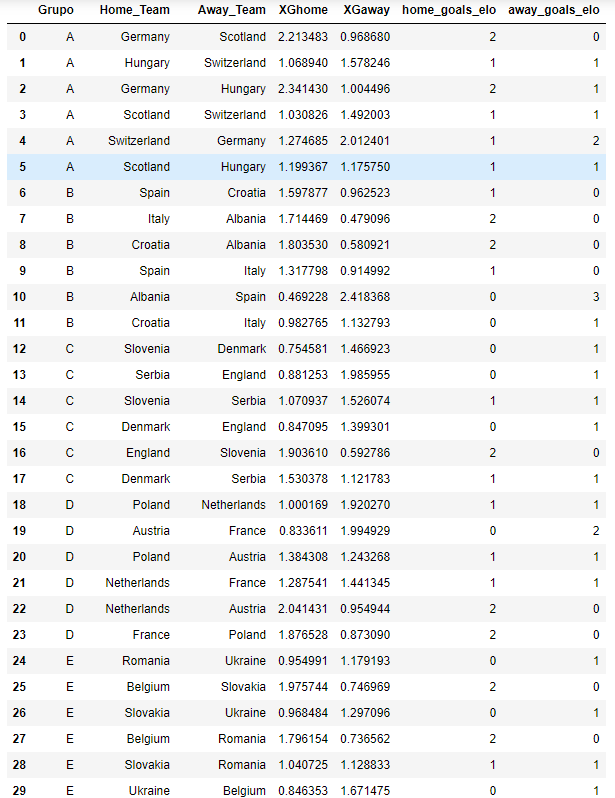 Grupo Home_Team Away_Team XGhome XGaway home_goals_elo away_goals_elo
0 A Germany Scotland 2.213483 0.968680 2 0
1 A Hungary Switzerland 1.068940 1.578246 1 1
2 A Germany Hungary 2.341430 1.004496 2 1
3 A Scotland Switzerland 1.030826 1.492003 1 1
4 A Switzerland Germany 1.274685 2.012401 1 2
5 A Scotland Hungary 1.199367 1.175750 1 1
6 B Spain Croatia 1.597877 0.962523 1 0
7 B Italy Albania 1.714469 0.479096 2 0
8 B Croatia Albania 1.803530 0.580921 2 0
9 B Spain Italy 1.317798 0.914992 1 0
10 B Albania Spain 0.469228 2.418368 0 3
11 B Croatia Italy 0.982765 1.132793 0 1
12 C Slovenia Denmark 0.754581 1.466923 0 1
13 C Serbia England 0.881253 1.985955 0 1
14 C Slovenia Serbia 1.070937 1.526074 1 1
15 C Denmark England 0.847095 1.399301 0 1
16 C England Slovenia 1.903610 0.592786 2 0
17 C Denmark Serbia 1.530378 1.121783 1 1
18 D Poland Netherlands 1.000169 1.920270 1 1
19 D Austria France 0.833611 1.994929 0 2
20 D Poland Austria 1.384308 1.243268 1 1
21 D Netherlands France 1.287541 1.441345 1 1
22 D Netherlands Austria 2.041431 0.954944 2 0
23 D France Poland 1.876528 0.873090 2 0
24 E Romania Ukraine 0.954991 1.179193 0 1
25 E Belgium Slovakia 1.975744 0.746969 2 0
26 E Slovakia Ukraine 0.968484 1.297096 0 1
27 E Belgium Romania 1.796154 0.736562 2 0
28 E Slovakia Romania 1.040725 1.128833 1 1
29 E Ukraine Belgium 0.846353 1.671475 0 1